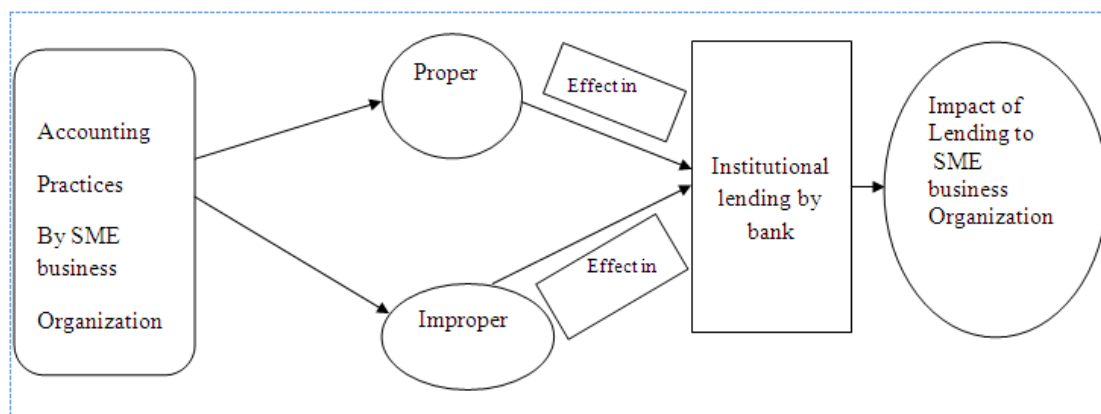 Accounting
Practices
By SME
business
Organization
Proper
Improper
Effect in
Effect in
Institutional
lending by
bank
Impact of
Lending to
SME
business
Organization